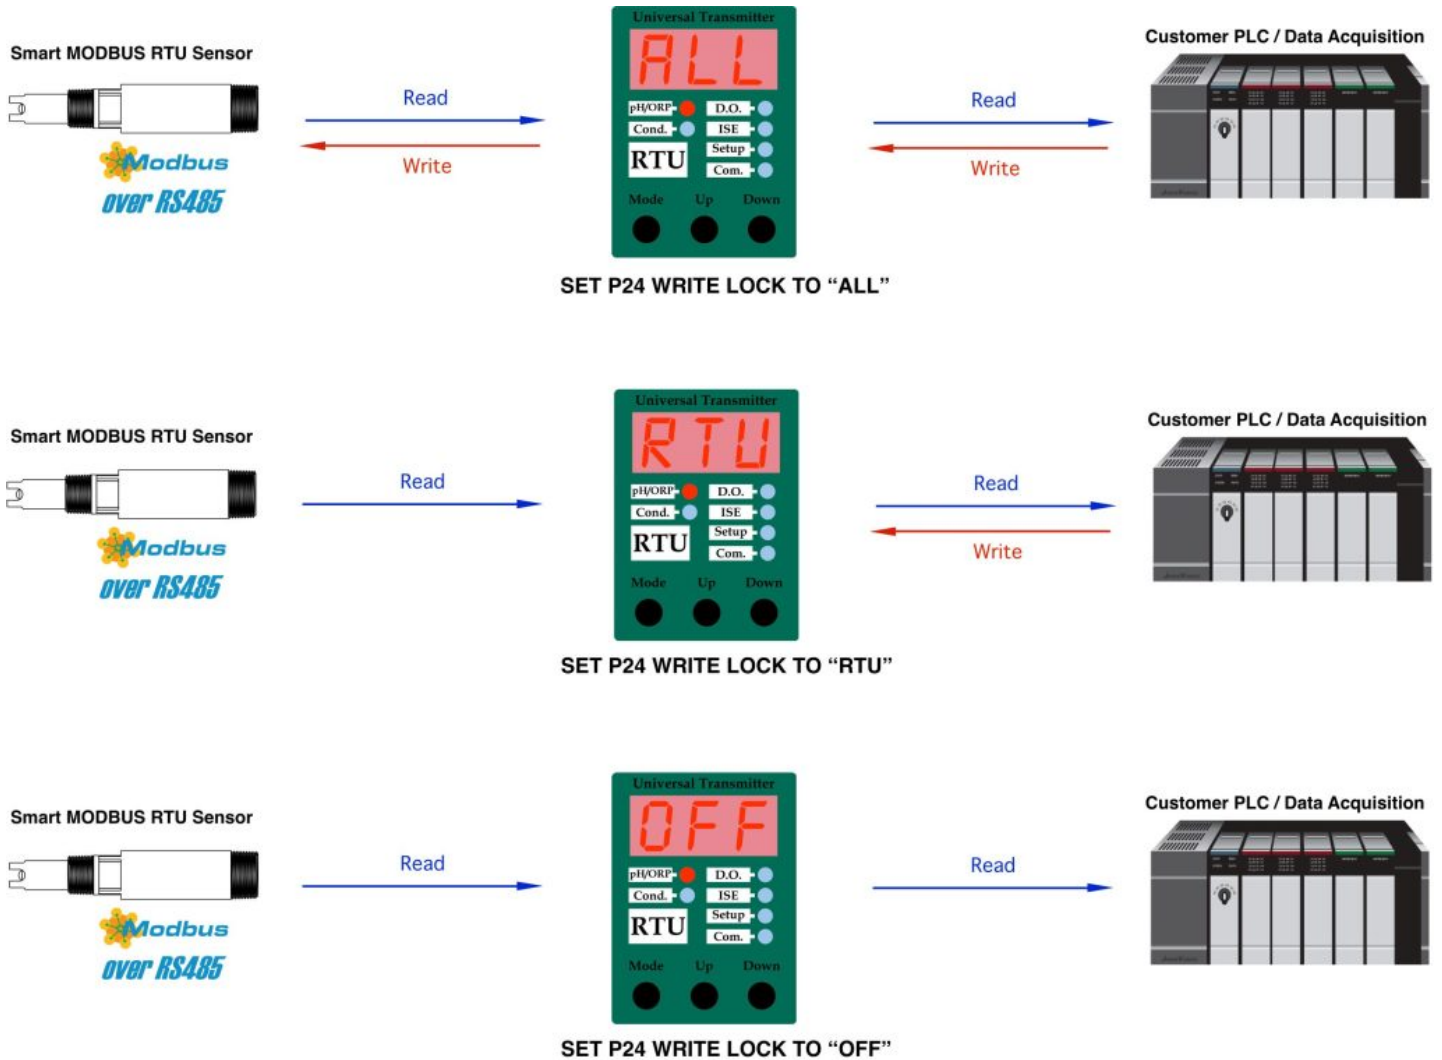 Universal Transmitter
Smart MODBUS RTU Sensor
Customer PLC / Data Acquisition
ALL
Read
Read
pH/ORP
D.O.
Cond.
ISE
RTU
Setup
Com.
Write
Write
Modbus
over RS485
Mode Up Down
SET P24 WRITE LOCK TO “ALL”
Universal Transmitter
Smart MODBUS RTU Sensor
Customer PLC / Data Acquisition
RTU
Read
Read
pH/ORP
D.O.
Cond.
ISE
RTU
Setup
Com.
Write
Modbus
over RS485
Mode Up Down
SET P24 WRITE LOCK TO “RTU”
Universal Transmitter
Smart MODBUS RTU Sensor
Customer PLC / Data Acquisition
OFF
Read
Read
pH/ORP
D.O.
Cond.
ISE
RTU
Setup
Com.
Modbus
over RS485
Mode Up Down
SET P24 WRITE LOCK TO “OFF”